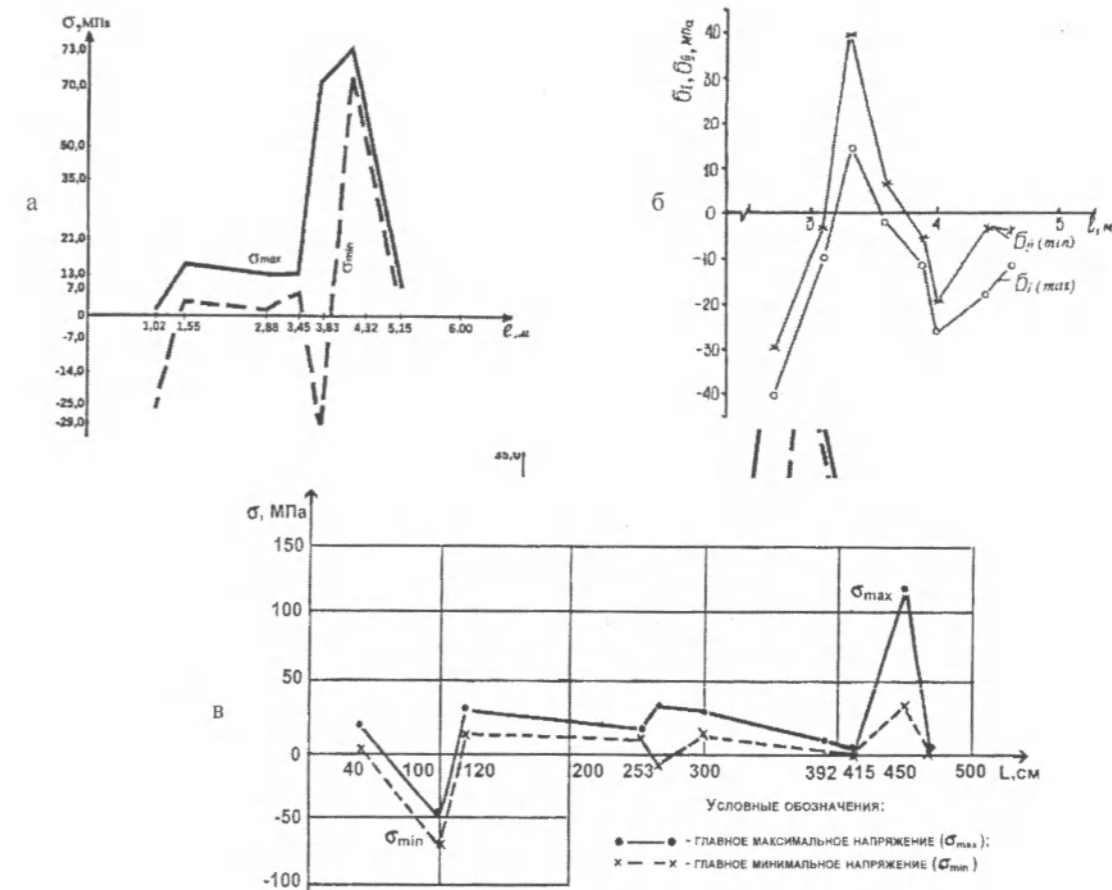 а
σ, МПа
73,0
70,0
50,0
35,0
21,0
13,0
7,0
0
-7,0
-14,0
-25,0
-29,0
σmax
σmin
1,02 1,55 2,88 3,45 3,83 4,32 5,15 6.00 ℓ, м
35,0
б
σI, σII, мпа
40
30
20
10
0
-10
-20
-30
-40
3 4 5 ℓ, м
(min)
(max)
в
σ, МПа
150
100
50
0
-50
-100
σmax
σmin
40 100 120 200 253 300 392 415 450 500 L, см
Условные обозначения:
- главное максимальное напряжение (σmax);
- главное минимальное напряжение (σmin)